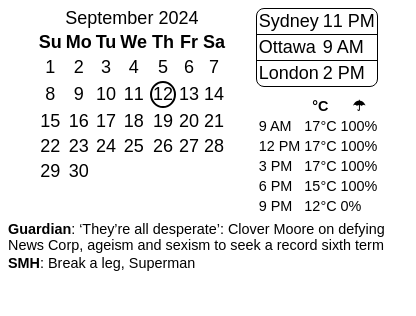 September 2024
Su Mo Tu We Th Fr Sa
1 2 3 4 5 6 7
8 9 10 11 12 13 14
15 16 17 18 19 20 21
22 23 24 25 26 27 28
29 30
Sydney 11 PM
Ottawa 9 AM
London 2 PM
°C ☂
9 AM 17°C 100%
12 PM 17°C 100%
3 PM 17°C 100%
6 PM 15°C 100%
9 PM 12°C 0%
Guardian: ‘They’re all desperate’: Clover Moore on defying
News Corp, ageism and sexism to seek a record sixth term
SMH: Break a leg, Superman